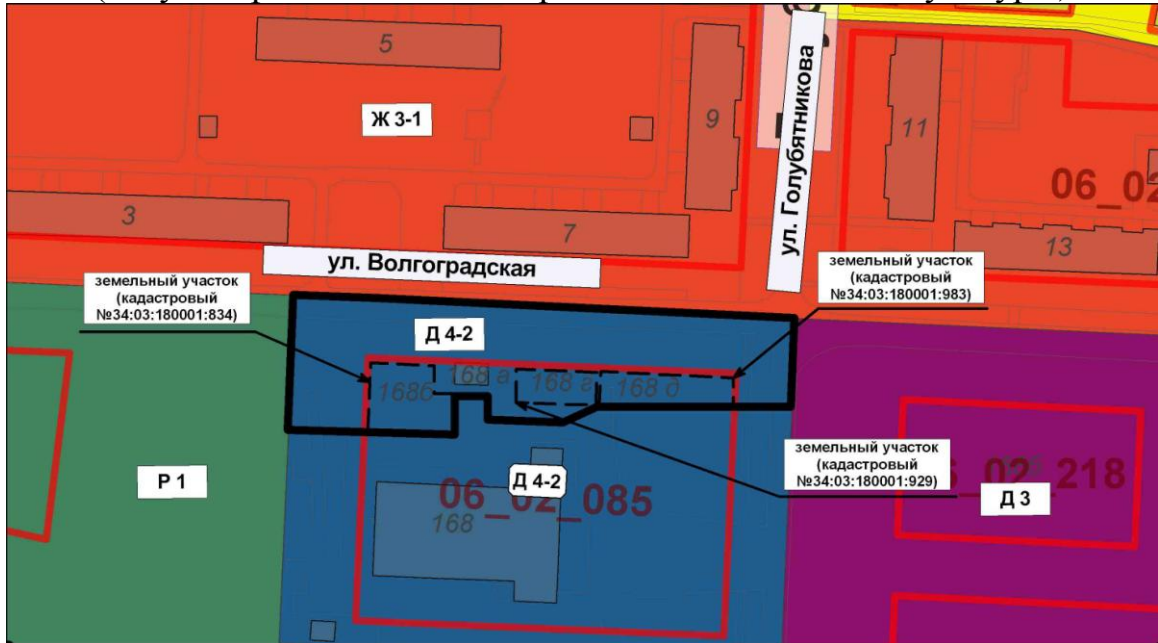 5
Ж 3-1
9
11
ул. Голубятникова
06_02
3
7
13
ул. Волгоградская
земельный участок
(кадастровый
№34:03:180001:834)
земельный участок
(кадастровый
№34:03:180001:983)
Д 4-2
168б
168 а
168 г
168 д
земельный участок
(кадастровый
№34:03:180001:929)
Р 1
Д 4-2
06_02_085
168
6_02_218
Д 3